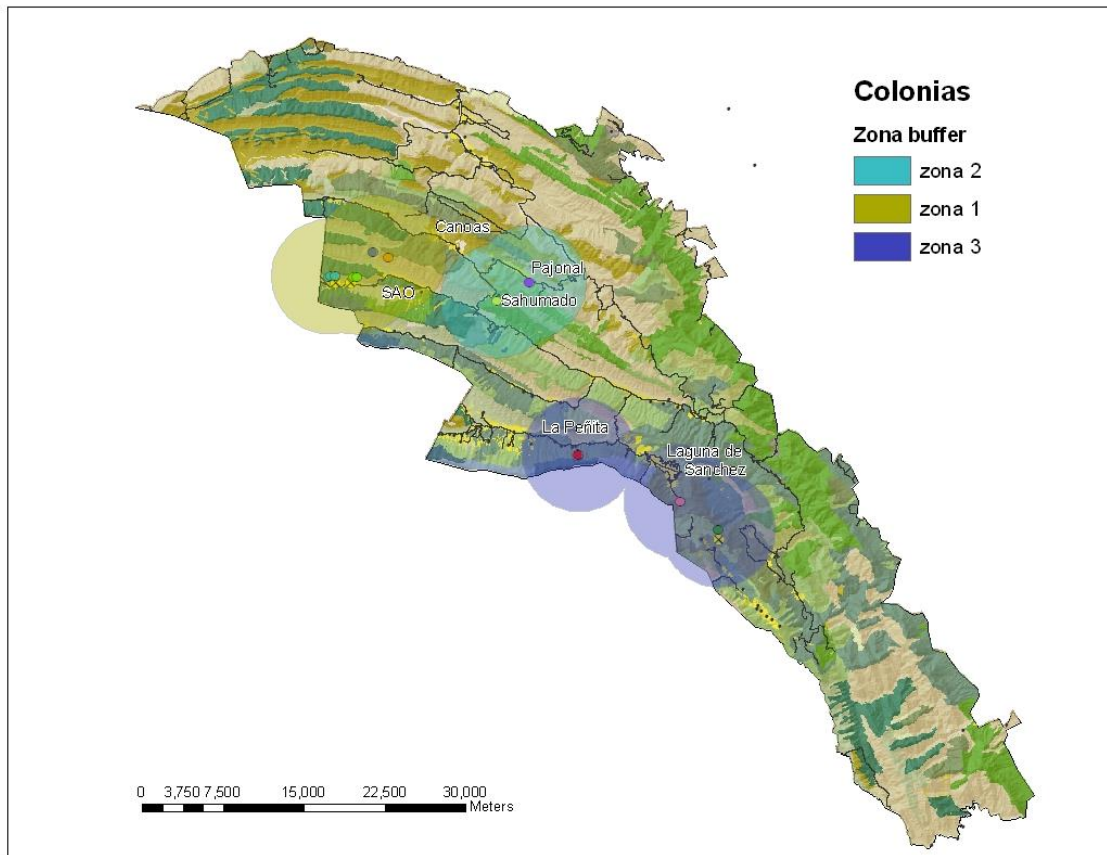 Colonias
Zona buffer
zona 2
zona 1
zona 3
Canoas
Pajonal
SAO
Sahumado
La Peñita
Laguna de
Sanchez
0 3,750 7,500 15,000 22,500 30,000
Meters